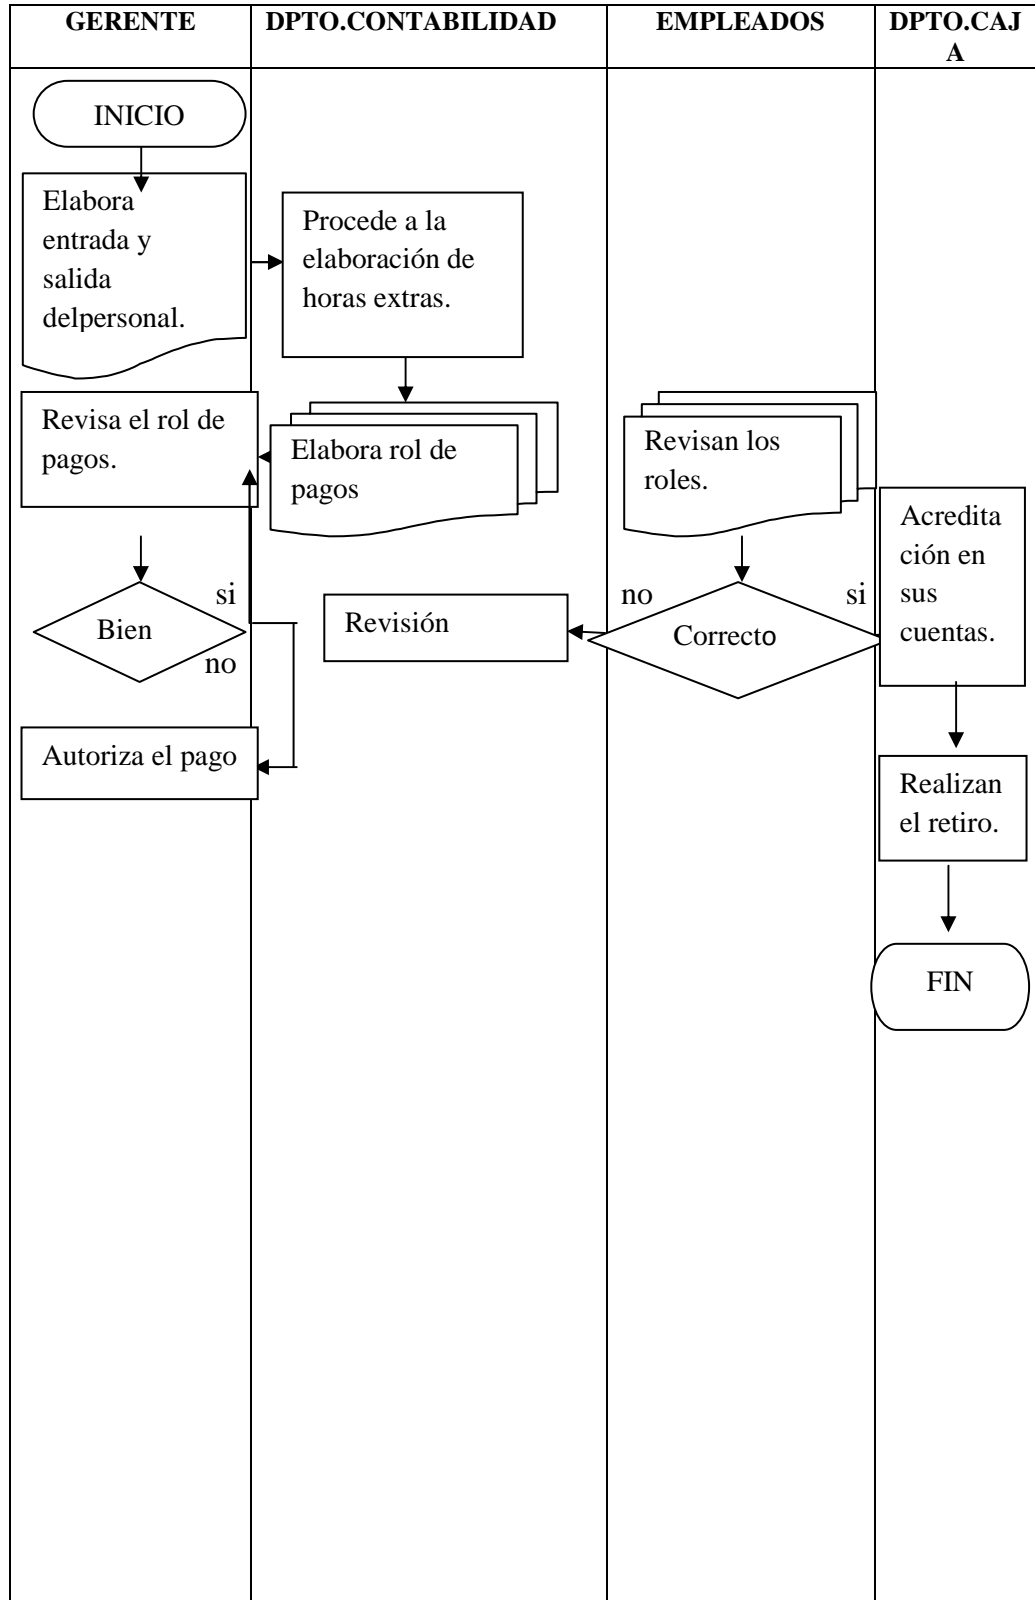 GERENTE
DPTO.CONTABILIDAD
EMPLEADOS
DPTO.CAJ
A
INICIO
Elabora
entrada y
salida
delpersonal.
Procede a la
elaboración de
horas extras.
Revisa el rol de
pagos.
Elabora rol de
pagos
Revisan los
roles.
Acredita
ción en
sus
cuentas.
Bien
si
no
Revisión
no
Correcto
si
Autoriza el pago
Realizan
el retiro.
FIN